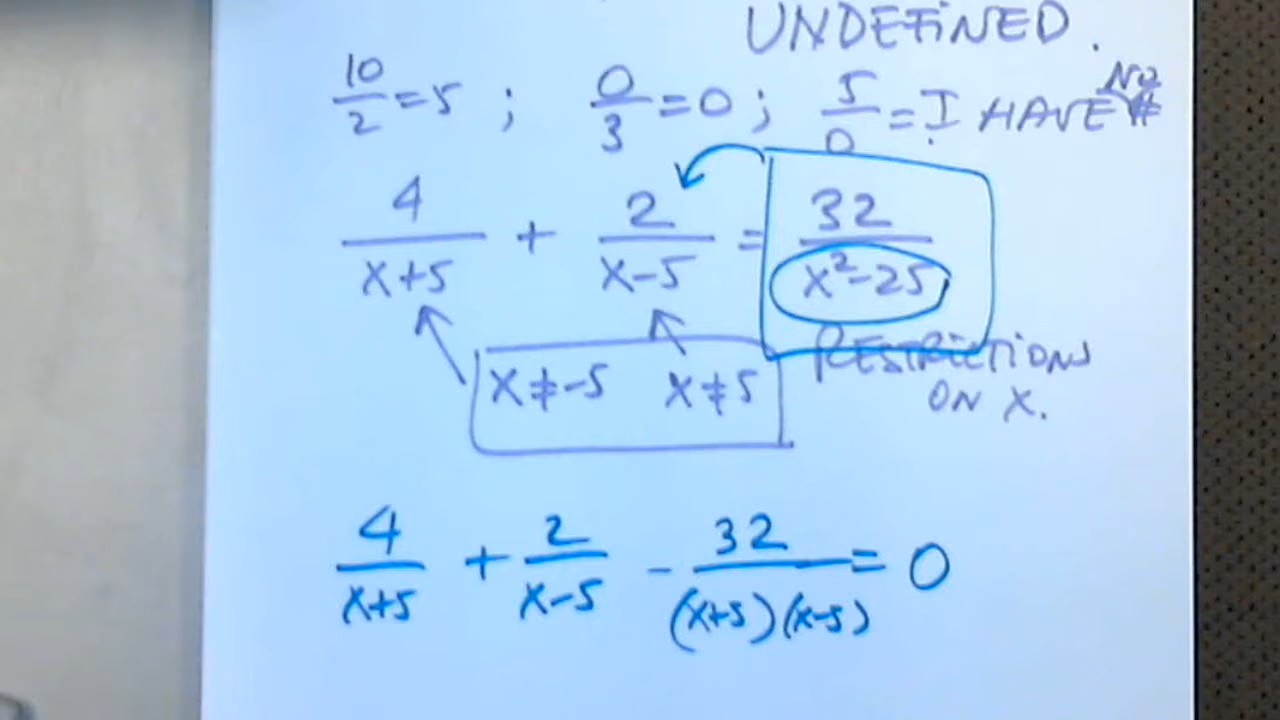 UNDEFINED.
10/2 = 5 ; 0/3 = 0 ; 5/0 = I HAVE NO #
4/(x+5) + 2/(x-5) = 32/(x²-25)
x≠-5 x≠5 RESTRICTIONS
ON X.
4/(x+5) + 2/(x-5) - 32/((x+5)(x-5)) = 0